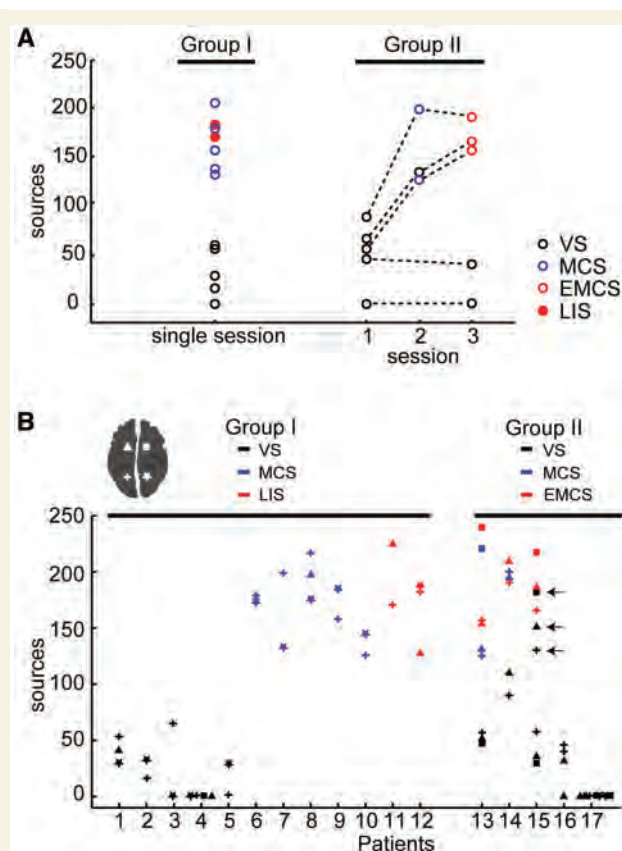 A
Group I
Group II
250
200
150
100
50
0
sources
single session
1 2 3
session
VS
MCS
EMCS
LIS
B
Group I
VS
MCS
LIS
Group II
VS
MCS
EMCS
250
200
150
100
50
0
sources
1 2 3 4 5 6 7 8 9 10 11 12 13 14 15 16 17
Patients